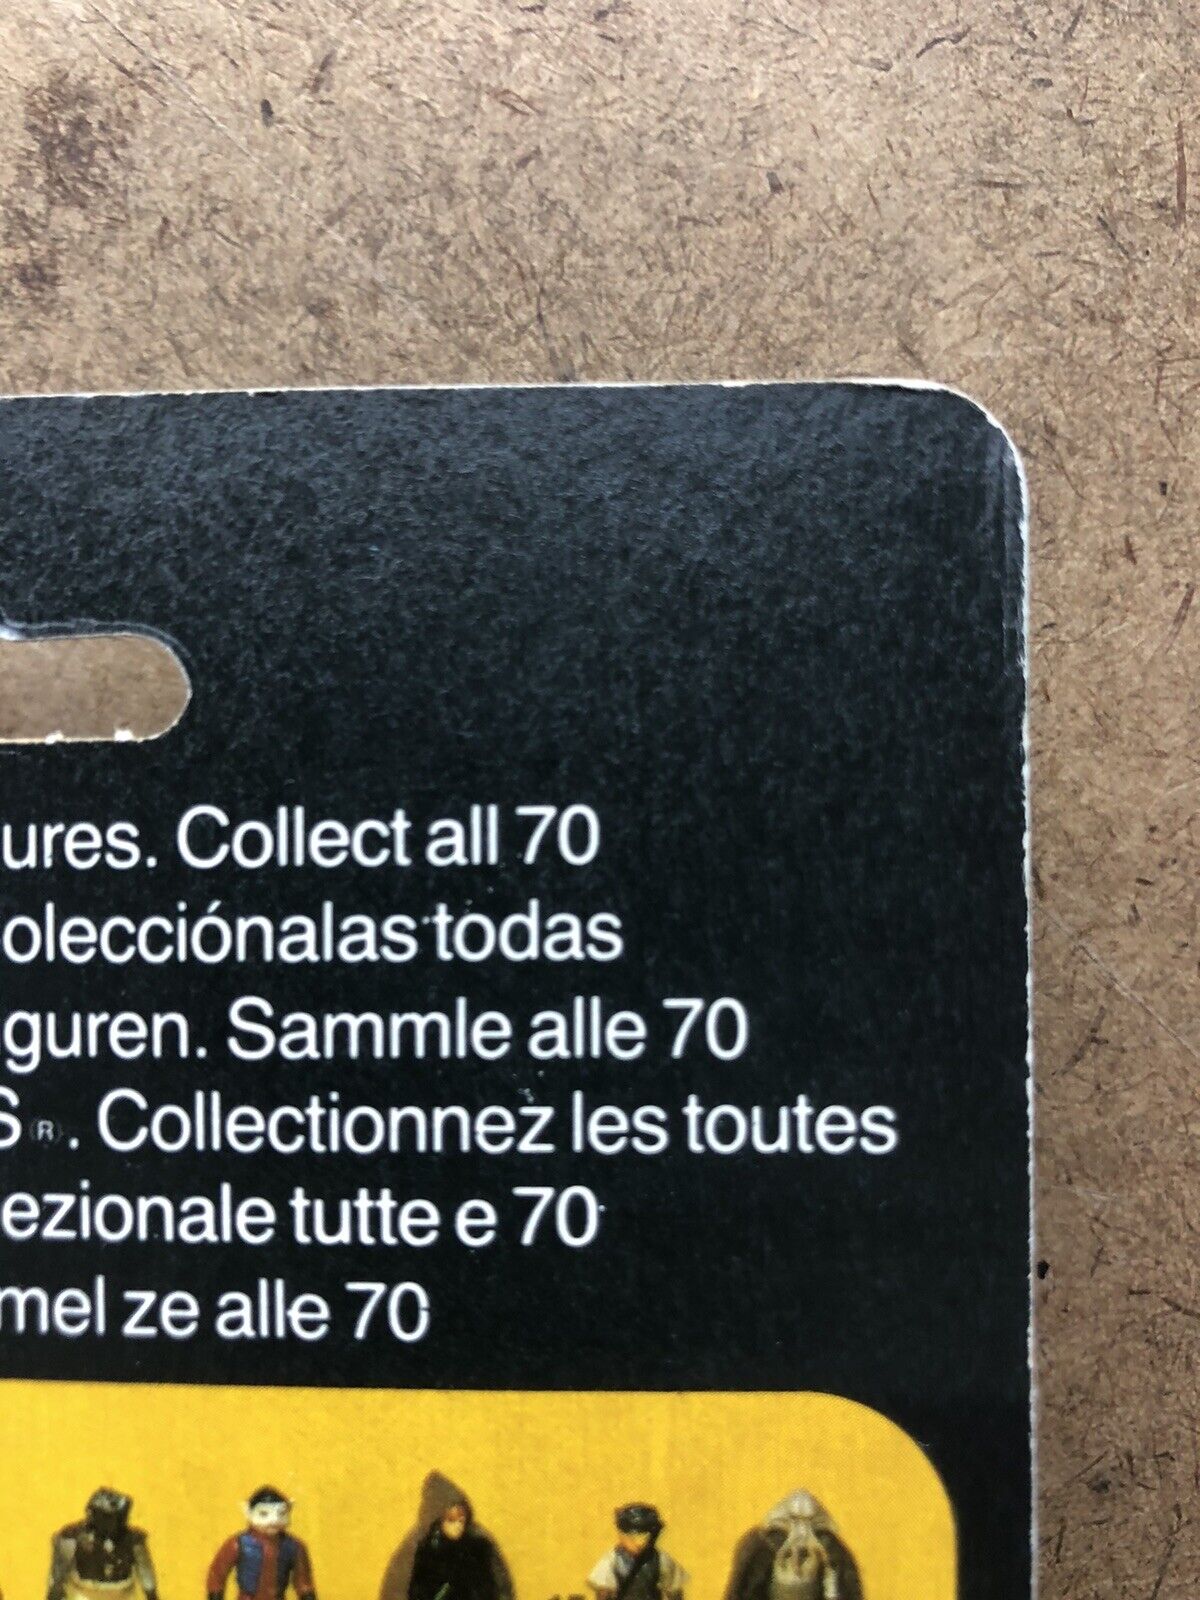 ures. Collect all 70
olecciónalas todas
guren. Sammle alle 70
S®. Collectionnez les toutes
ezionale tutte e 70
mel ze alle 70